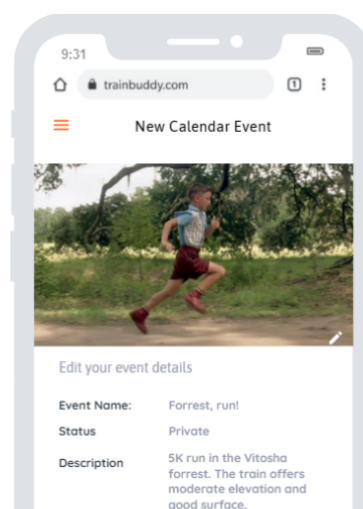 9:31
trainbuddy.com
1
New Calendar Event
Edit your event details
Event Name: Forrest, run!
Status Private
Description 5K run in the Vitosha
forrest. The train offers
moderate elevation and
good surface.